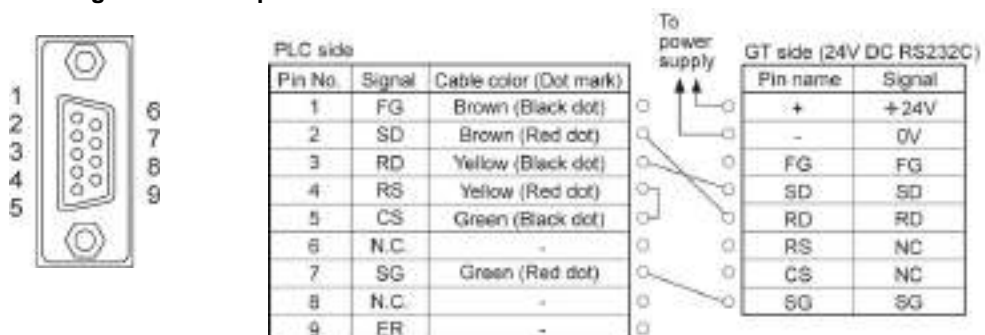 To
power
supply
PLC side
GT side (24V DC RS232C)
Pin No. Signal Cable color (Dot mark)
Pin name Signal
1 FG Brown (Black dot)
+ +24V
2 SD Brown (Red dot)
- 0V
3 RD Yellow (Black dot)
FG FG
4 RS Yellow (Red dot)
SD SD
5 CS Green (Black dot)
RD RD
6 N.C. -
RS NC
7 SG Green (Red dot)
CS NC
8 N.C. -
SG SG
9 ER -
1
2
3
4
5
6
7
8
9